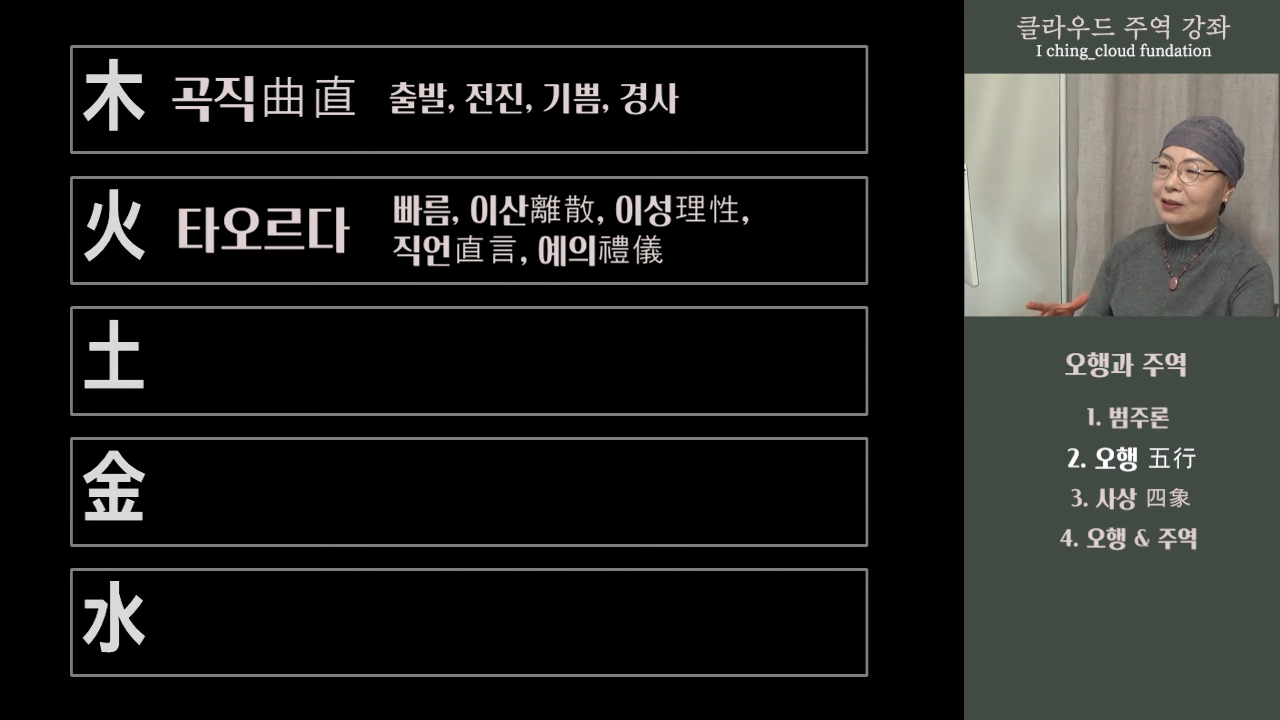 木 곡직曲直 출발, 전진, 기쁨, 경사
火 타오르다 빠름, 이산離散, 이성理性,
직언直言, 예의禮儀
土
金
水
클라우드 주역 강좌
I ching_cloud fundation
오행과 주역
1. 범주론
2. 오행 五行
3. 사상 四象
4. 오행 & 주역